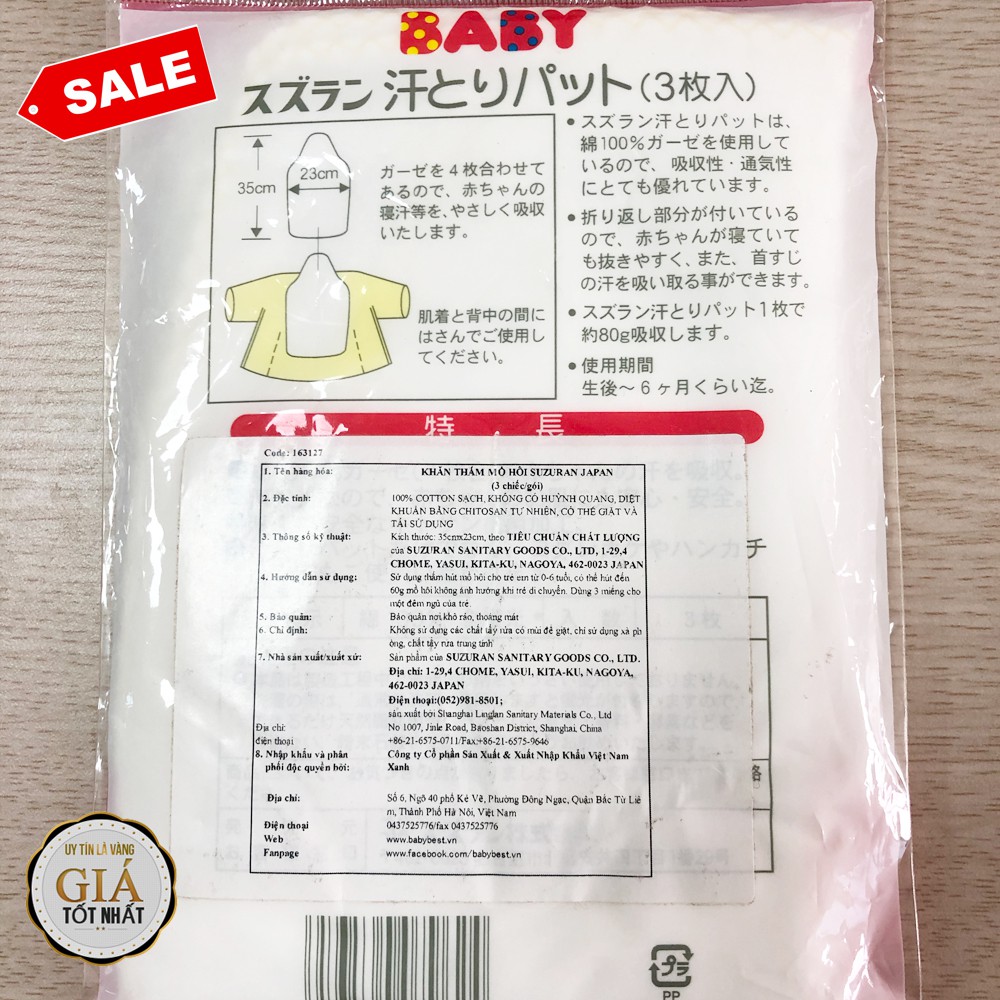 SALE
BABY
スズラン 汗とりパット(3枚入)
35cm
23cm
ガーゼを4枚合わせて
あるので、赤ちゃんの
寝汗等を、やさしく吸収
いたします。
肌着と背中の間に
はさんでご使用し
てください。
• スズラン汗とりパットは、
綿100%ガーゼを使用して
いるので、吸収性・通気性
にとても優れています。
• 折り返し部分が付いている
ので、赤ちゃんが寝ていて
も抜きやすく、また、首すじ
の汗を吸い取る事ができます。
• スズラン汗とりパット1枚で
約80g吸収します。
• 使用期間
生後〜6ヶ月くらい迄。
特 長
Code: 163127
1. Tên hàng hóa: KHĂN THẤM MỒ HÔI SUZURAN JAPAN
(3 chiếc/gói)
2. Đặc tính: 100% COTTON SẠCH, KHÔNG CÓ HUỲNH QUANG, DIỆT
KHUẨN BẰNG CHITOSAN TỰ NHIÊN, CÓ THỂ GIẶT VÀ
TÁI SỬ DỤNG
3. Thông số kỹ thuật: Kích thước: 35cmx23cm, theo TIÊU CHUẨN CHẤT LƯỢNG
của SUZURAN SANITARY GOODS CO., LTD, 1-29,4
CHOME, YASUI, KITA-KU, NAGOYA, 462-0023 JAPAN
4. Hướng dẫn sử dụng: Sử dụng thấm hút mồ hôi cho trẻ em từ 0-6 tuổi, có thể hút đến
60g mồ hôi không ảnh hưởng khi trẻ di chuyển. Dùng 3 miếng cho
một đêm ngủ của trẻ.
5. Bảo quản: Bảo quản nơi khô ráo, thoáng mát
6. Chỉ định: Không sử dụng các chất tẩy rửa có mùi để giặt, chỉ sử dụng xà ph
òng, chất tẩy rửa trung tính
7. Nhà sản xuất/xuất xứ: Sản phẩm của SUZURAN SANITARY GOODS CO., LTD.
Địa chỉ: 1-29,4 CHOME, YASUI, KITA-KU, NAGOYA,
462-0023 JAPAN
Điện thoại:(052)981-8501;
sản xuất bởi Shanghai Linglan Sanitary Materials Co., Ltd
Địa chỉ: No 1007, Jinle Road, Baoshan District, Shanghai, China
điện thoại +86-21-6575-0711/Fax:+86-21-6575-9646
8. Nhập khẩu và phân Công ty Cổ phần Sản Xuất & Xuất Nhập Khẩu Việt Nam
phối độc quyền bởi: Xanh
Địa chỉ: Số 6, Ngõ 40 phố Kẻ Vẽ, Phường Đông Ngạc, Quận Bắc Từ Liê
m, Thành Phố Hà Nội, Việt Nam
Điện thoại 0437525776/fax 0437525776
Web www.babybest.vn
Fanpage www.facebook.com/babybest.vn
UY TÍN LÀ VÀNG
GIÁ
TỐT NHẤT
プラ
PP